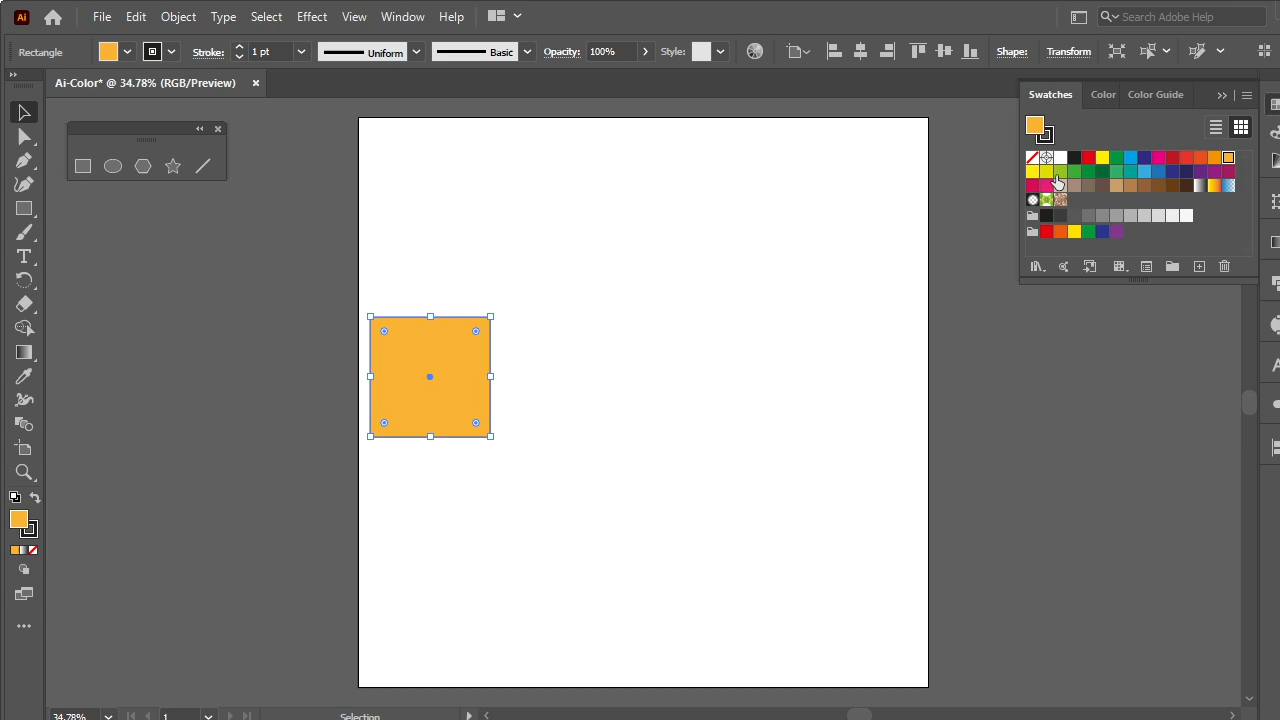 Ai File Edit Object Type Select Effect View Window Help Search Adobe Help
Rectangle Stroke: 1 pt Uniform Basic Opacity: 100% Style: Shape: Transform
Ai-Color* @ 34.78% (RGB/Preview)
Swatches Color Color Guide
T
A
34.78% 1 Selection